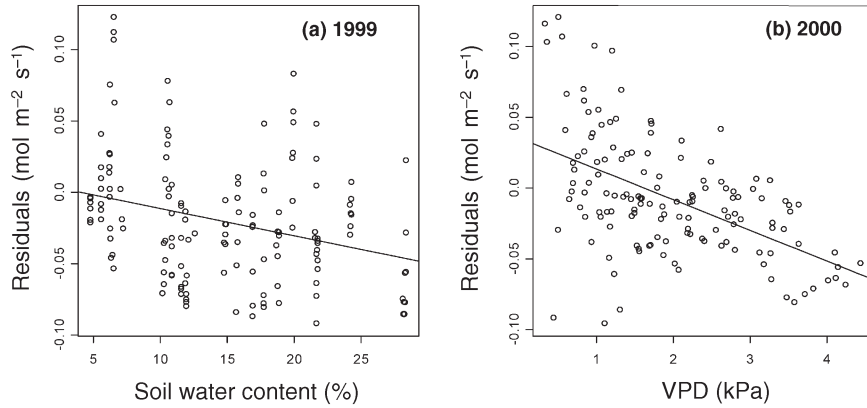 (a) 1999
Residuals (mol m−2 s−1)
0.10
0.05
0.0
-0.05
-0.10
5 10 15 20 25
Soil water content (%)
(b) 2000
Residuals (mol m−2 s−1)
0.10
0.05
0.0
-0.05
-0.10
1 2 3 4
VPD (kPa)